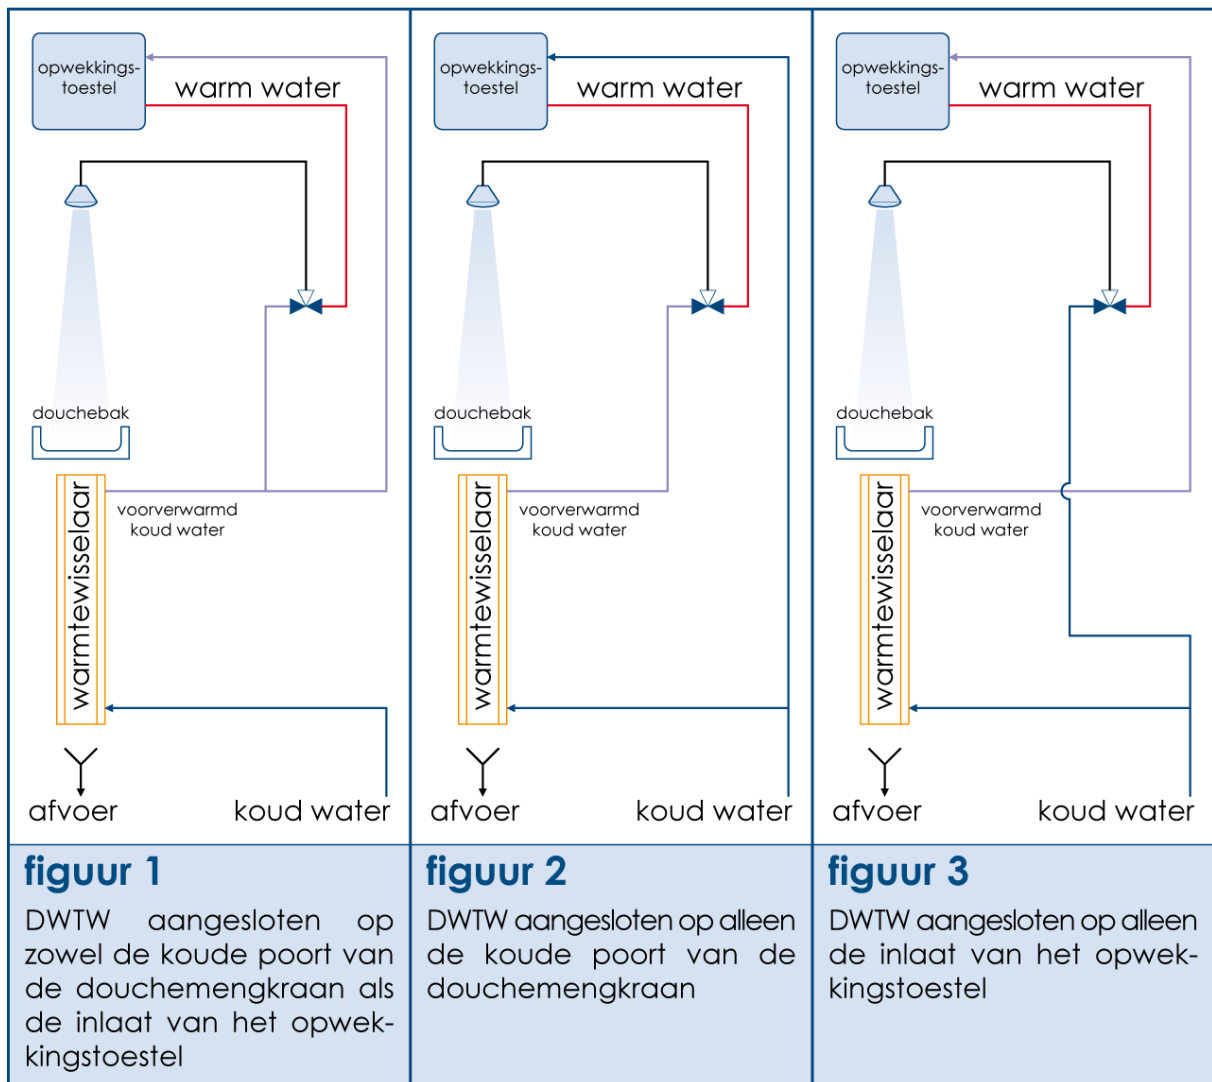 opwekkings-
toestel
warm water
douchebak
warmtewisselaar
voorverwarmd
koud water
afvoer
koud water
figuur 1
DWTW aangesloten op
zowel de koude poort van
de douchemengkraan als
de inlaat van het opwek-
kingstoestel
opwekkings-
toestel
warm water
douchebak
warmtewisselaar
voorverwarmd
koud water
afvoer
koud water
figuur 2
DWTW aangesloten op alleen
de koude poort van de
douchemengkraan
opwekkings-
toestel
warm water
douchebak
warmtewisselaar
voorverwarmd
koud water
afvoer
koud water
figuur 3
DWTW aangesloten op alleen
de inlaat van het opwek-
kingstoestel